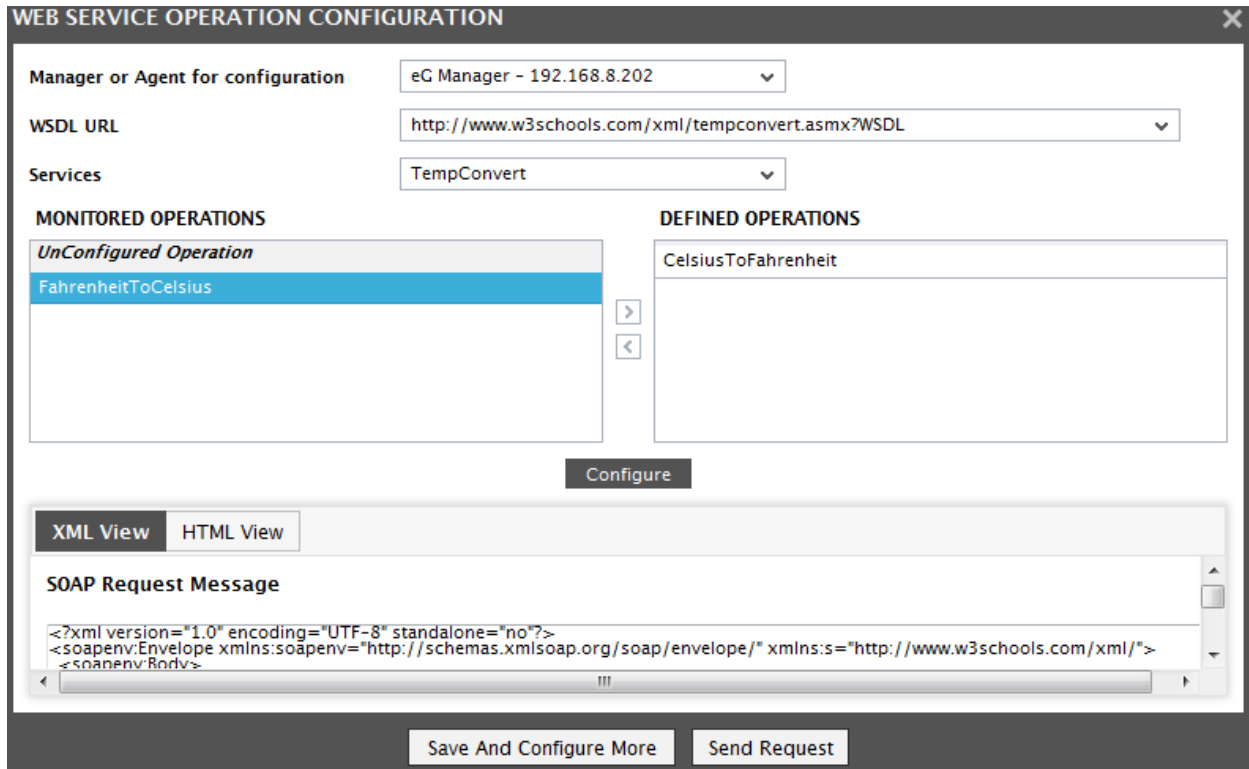 WEB SERVICE OPERATION CONFIGURATION
Manager or Agent for configuration
eG Manager - 192.168.8.202
WSDL URL
http://www.w3schools.com/xml/tempconvert.asmx?WSDL
Services
TempConvert
MONITORED OPERATIONS
DEFINED OPERATIONS
UnConfigured Operation
FahrenheitToCelsius
CelsiusToFahrenheit
Configure
XML View
HTML View
SOAP Request Message
<?xml version="1.0" encoding="UTF-8" standalone="no"?>
<soapenv:Envelope xmlns:soapenv="http://schemas.xmlsoap.org/soap/envelope/" xmlns:s="http://www.w3schools.com/xml/">
<soapenv:Body>
Save And Configure More
Send Request